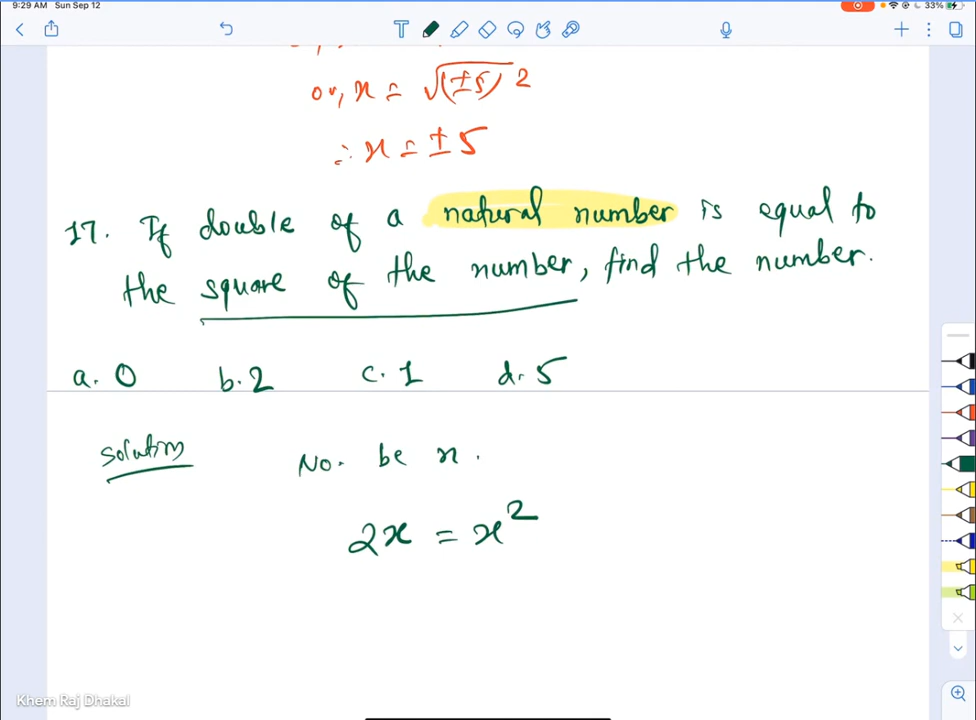 9:29 AM Sun Sep 12
33%
or, x = √(±5)2
∴ x = ±5
17. If double of a natural number is equal to
the square of the number, find the number.
a. 0 b. 2 c. 1 d. 5
Solution No. be x.
2x = x²
Khem Raj Dhakal